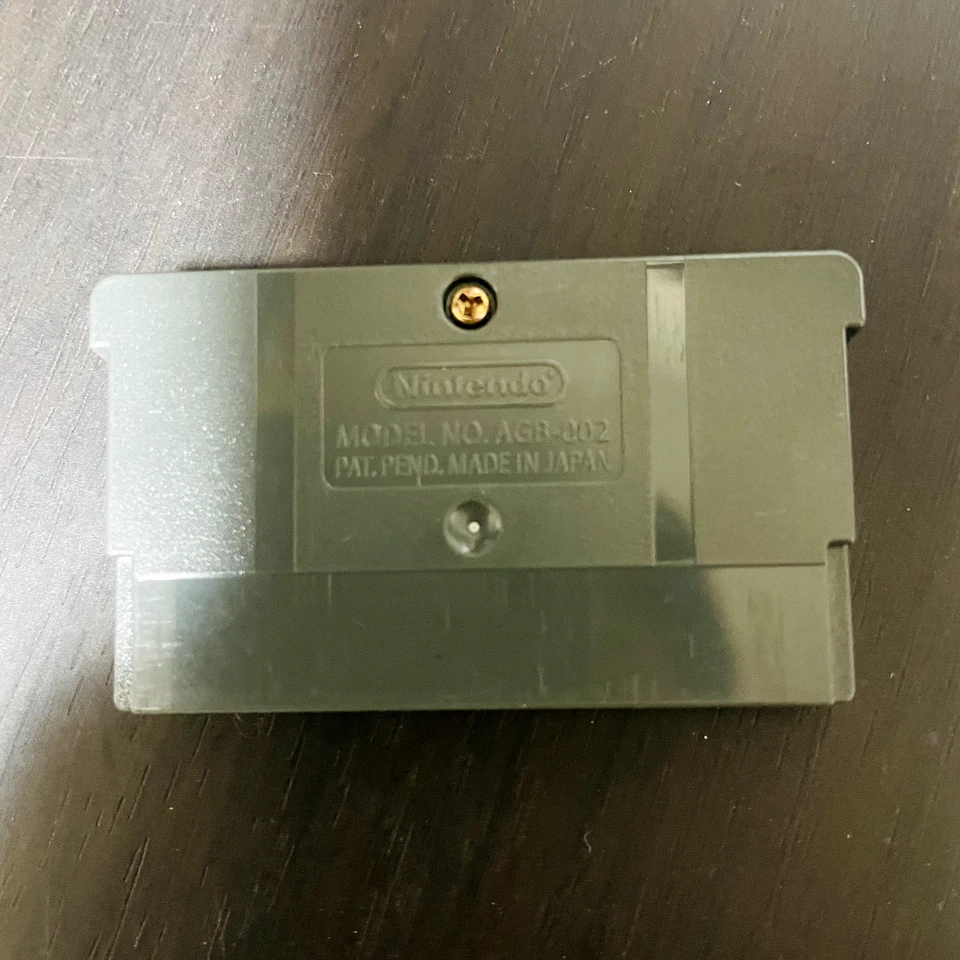 Nintendo®
MODEL NO. AGB-002
PAT. PEND. MADE IN JAPAN